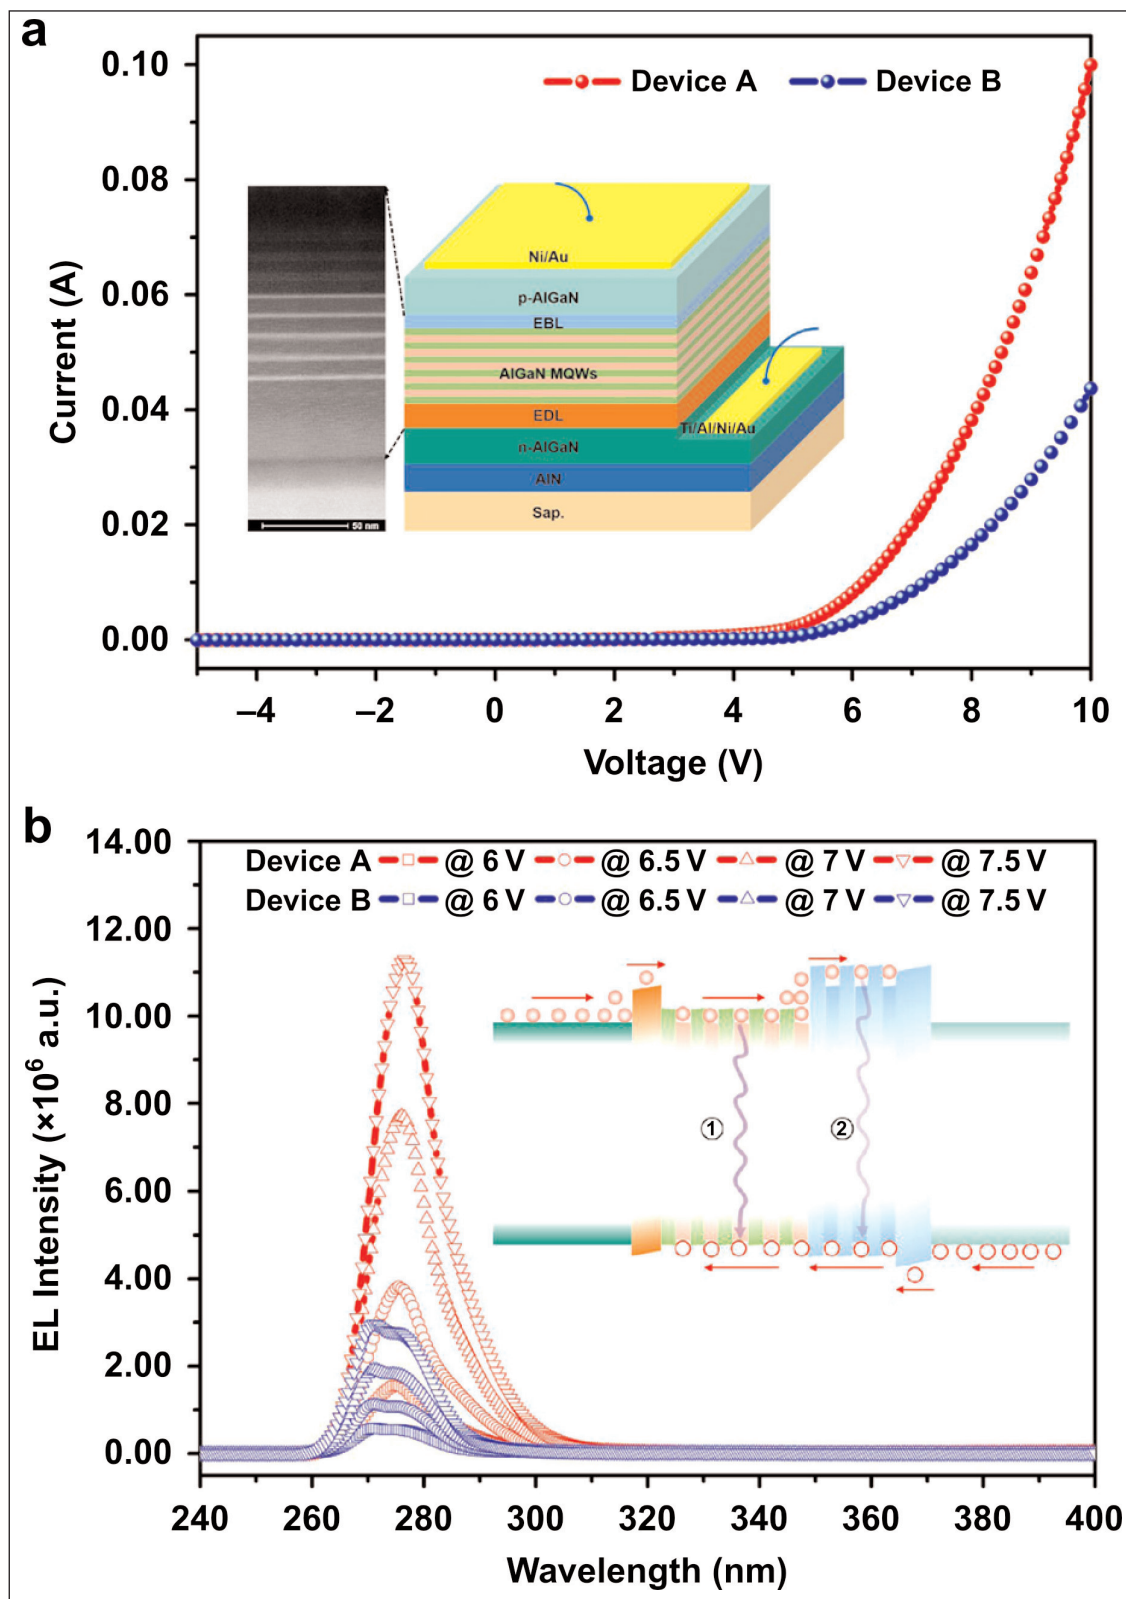 a
0.10
0.08
0.06
0.04
0.02
0.00
Current (A)
Device A
Device B
Ni/Au
p-AlGaN
EBL
AlGaN MQWs
EDL
Ti/Al/Ni/Au
n-AlGaN
AlN
Sap.
50 nm
–4 –2 0 2 4 6 8 10
Voltage (V)
b
14.00
12.00
10.00
8.00
6.00
4.00
2.00
0.00
EL Intensity (×10⁶ a.u.)
Device A @ 6 V @ 6.5 V @ 7 V @ 7.5 V
Device B @ 6 V @ 6.5 V @ 7 V @ 7.5 V
① ②
240 260 280 300 320 340 360 380 400
Wavelength (nm)